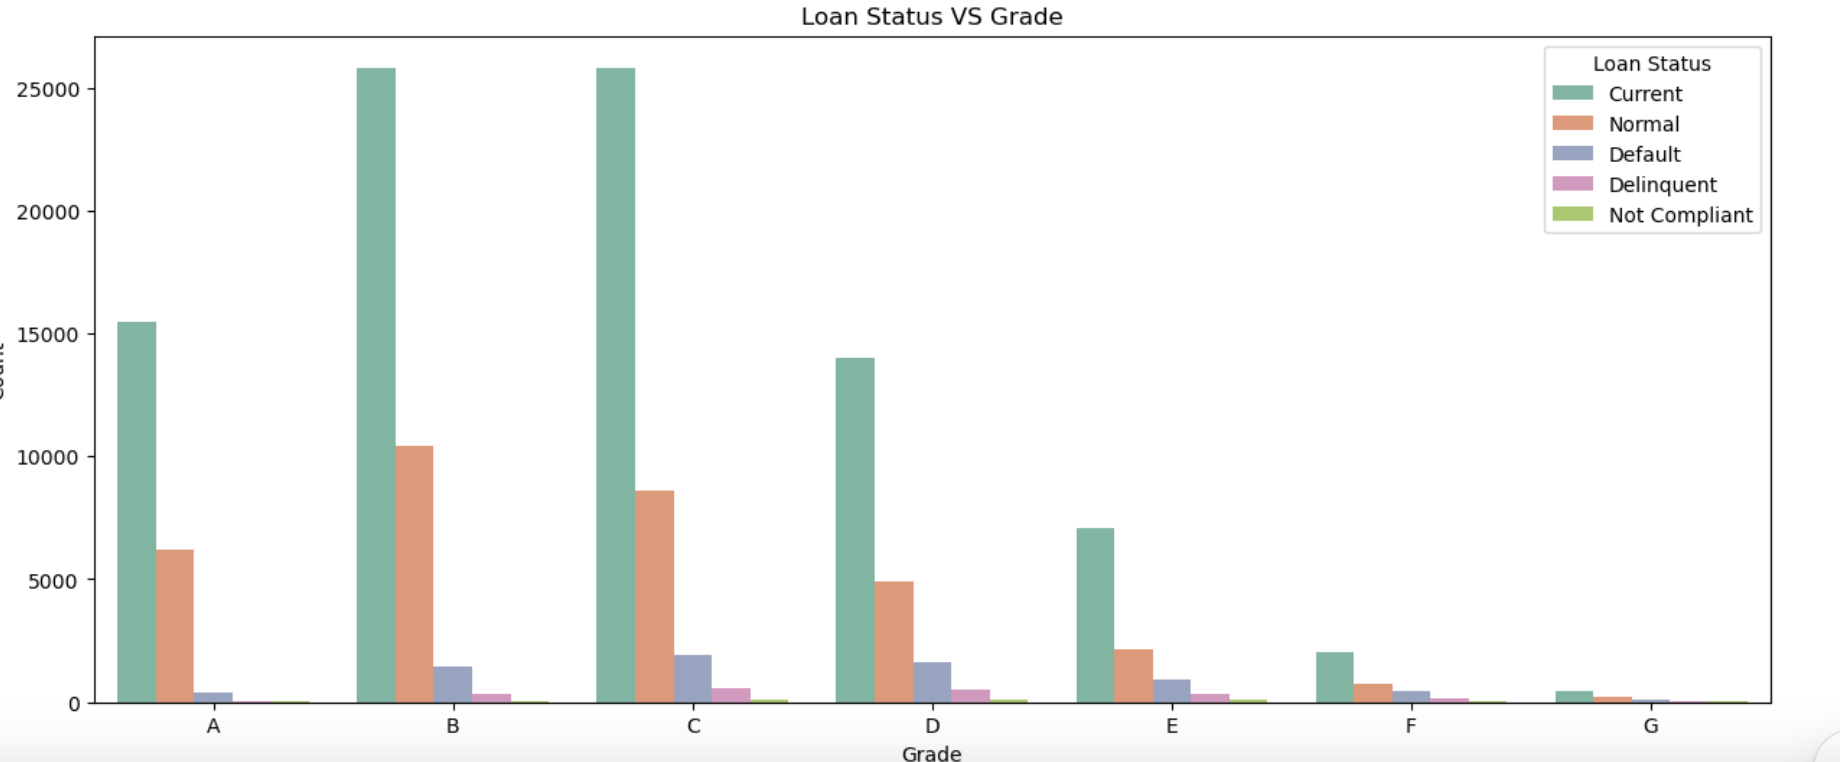 Loan Status VS Grade
25000
20000
15000
10000
5000
0
Loan Status
Current
Normal
Default
Delinquent
Not Compliant
A B C D E F G
Grade